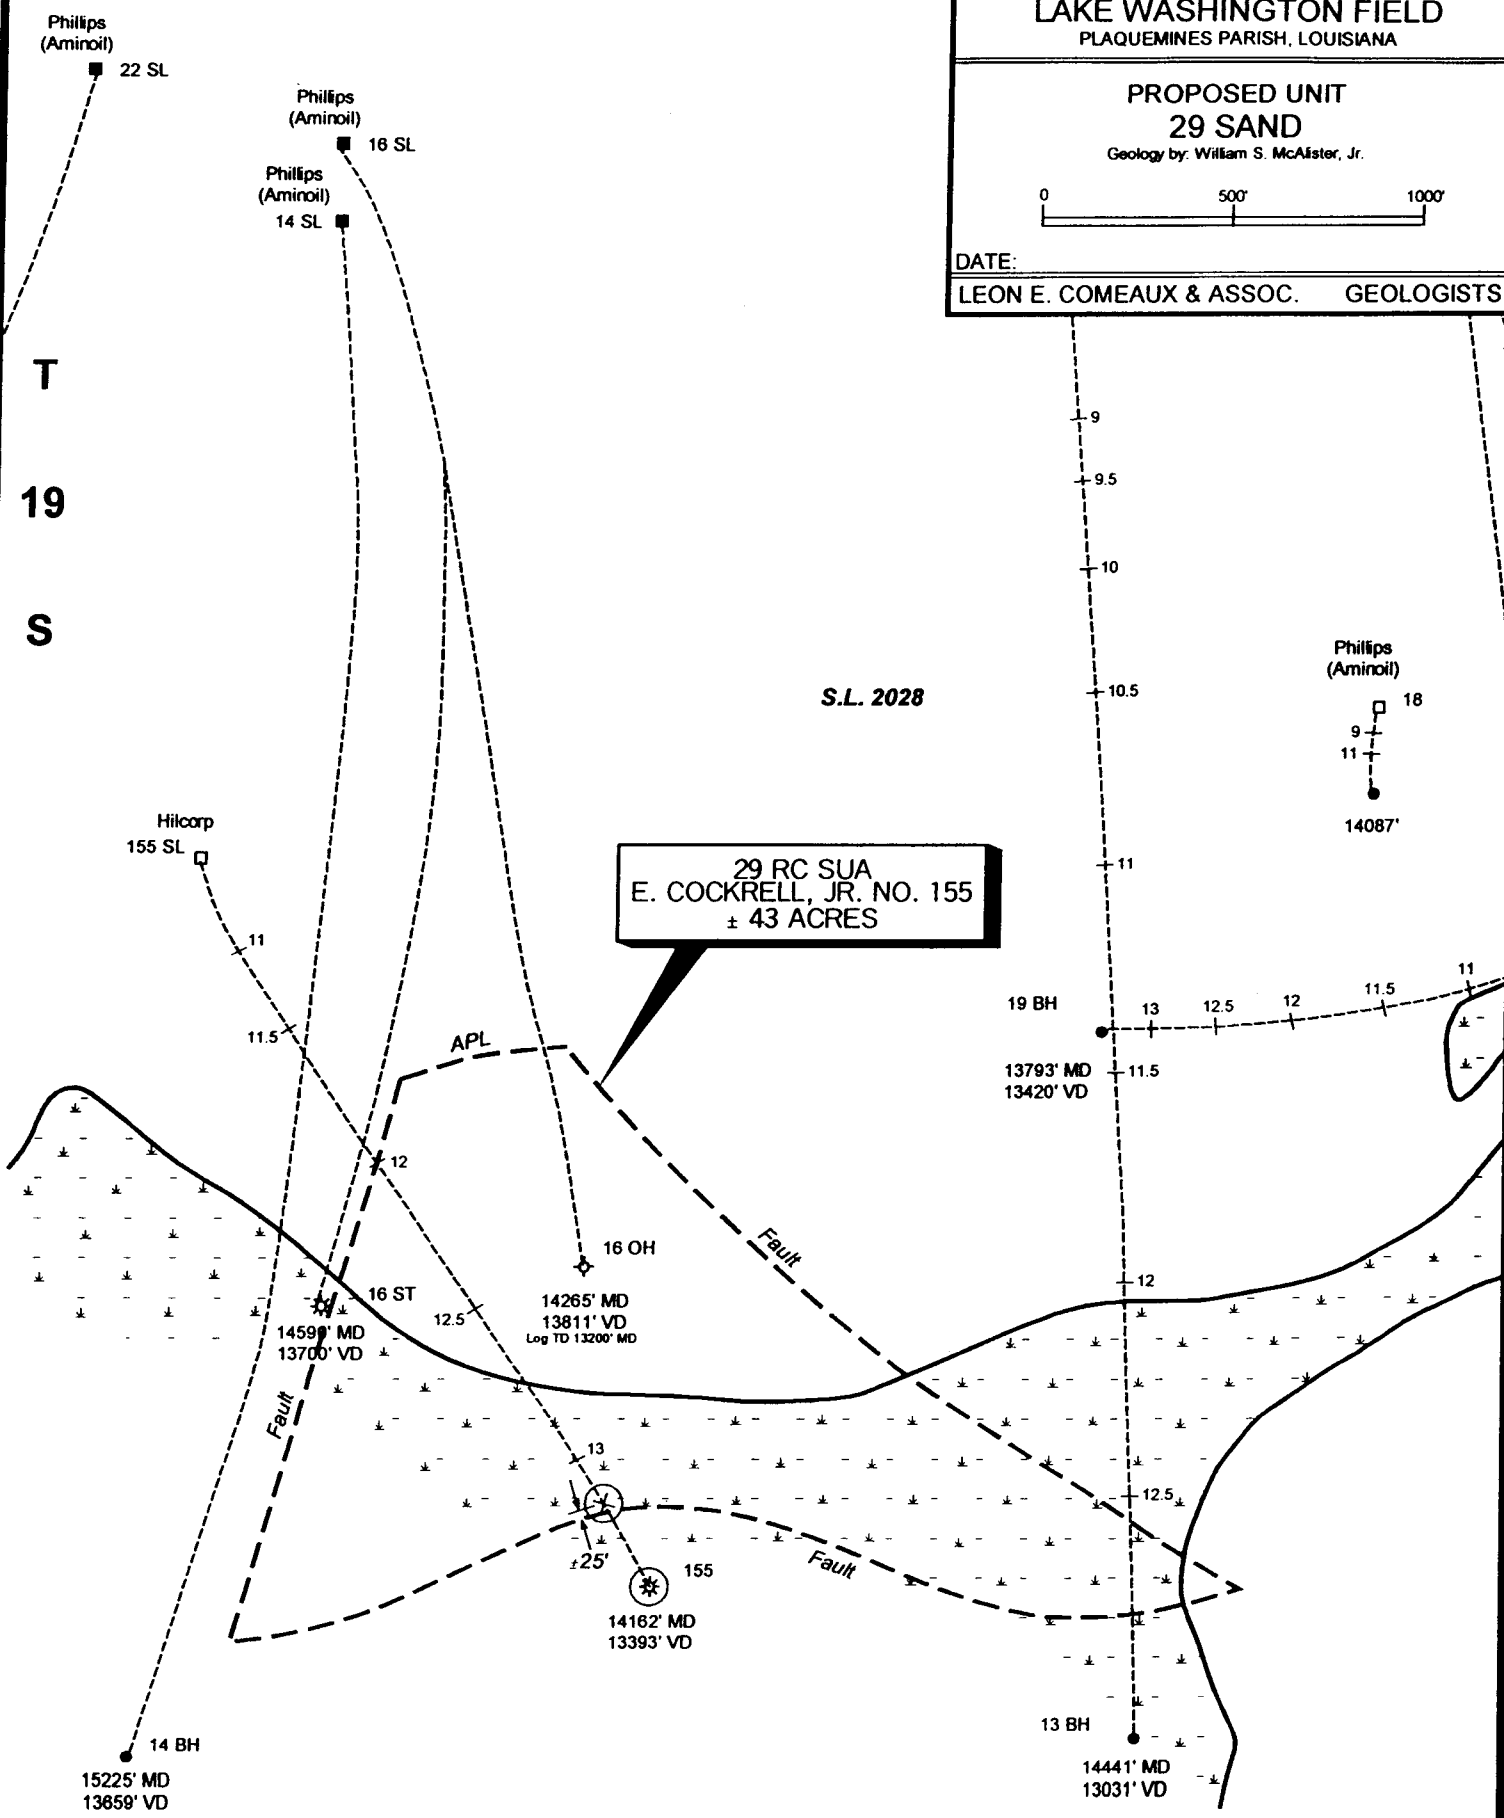 LAKE WASHINGTON FIELD
PLAQUEMINES PARISH, LOUISIANA
PROPOSED UNIT
29 SAND
Geology by: William S. McAlister, Jr.
0 500' 1000'
DATE:
LEON E. COMEAUX & ASSOC. GEOLOGISTS
Phillips
(Aminoil)
22 SL
Phillips
(Aminoil)
16 SL
Phillips
(Aminoil)
14 SL
T
19
S
9
9.5
10
10.5
11
11.5
12
12.5
S.L. 2028
Phillips
(Aminoil)
18
9
11
14087'
Hilcorp
155 SL
11
11.5
12
12.5
13
29 RC SUA
E. COCKRELL, JR. NO. 155
± 43 ACRES
19 BH
13 12.5 12 11.5 11
13793' MD
13420' VD
APL
Fault
16 OH
14265' MD
13811' VD
Log TD 13200' MD
16 ST
14590' MD
13700' VD
Fault
±25'
155
14162' MD
13393' VD
Fault
14 BH
15225' MD
13659' VD
13 BH
14441' MD
13031' VD